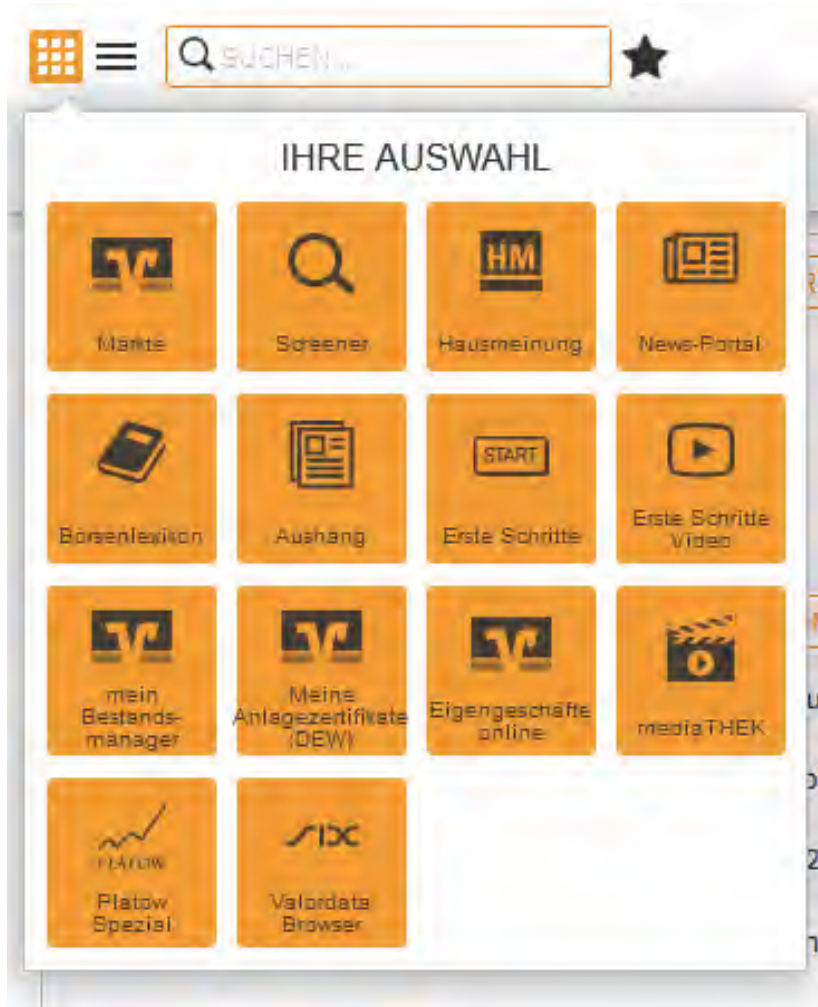 SUCHEN ...
IHRE AUSWAHL
HM
Märkte
Screener
Hausmeinung
News-Portal
START
Börsenlexikon
Aushang
Erste Schritte
Erste Schritte
Video
mein
Bestands-
manager
Meine
Anlagezertifikate
(DEW)
Eigengeschäfte
online
mediaTHEK
PLATOW
Platow
Spezial
SIX
Valordata
Browser